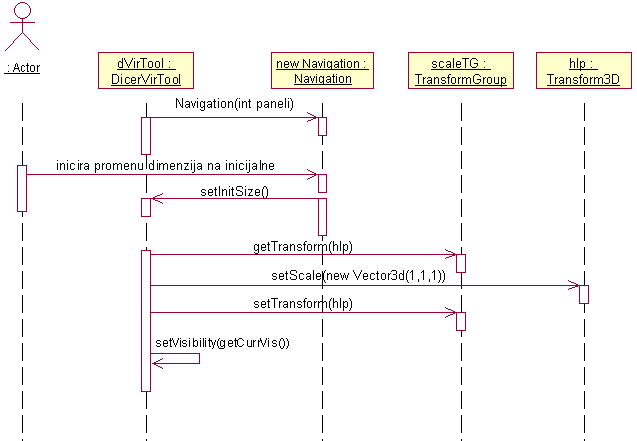 : Actor
dVirTool :
DicerVirTool
new Navigation :
Navigation
scaleTG :
TransformGroup
hlp :
Transform3D
Navigation(int paneli)
inicira promenu dimenzija na inicijalne
setInitSize()
getTransform(hlp)
setScale(new Vector3d(1,1,1))
setTransform(hlp)
setVisibility(getCurrVis())